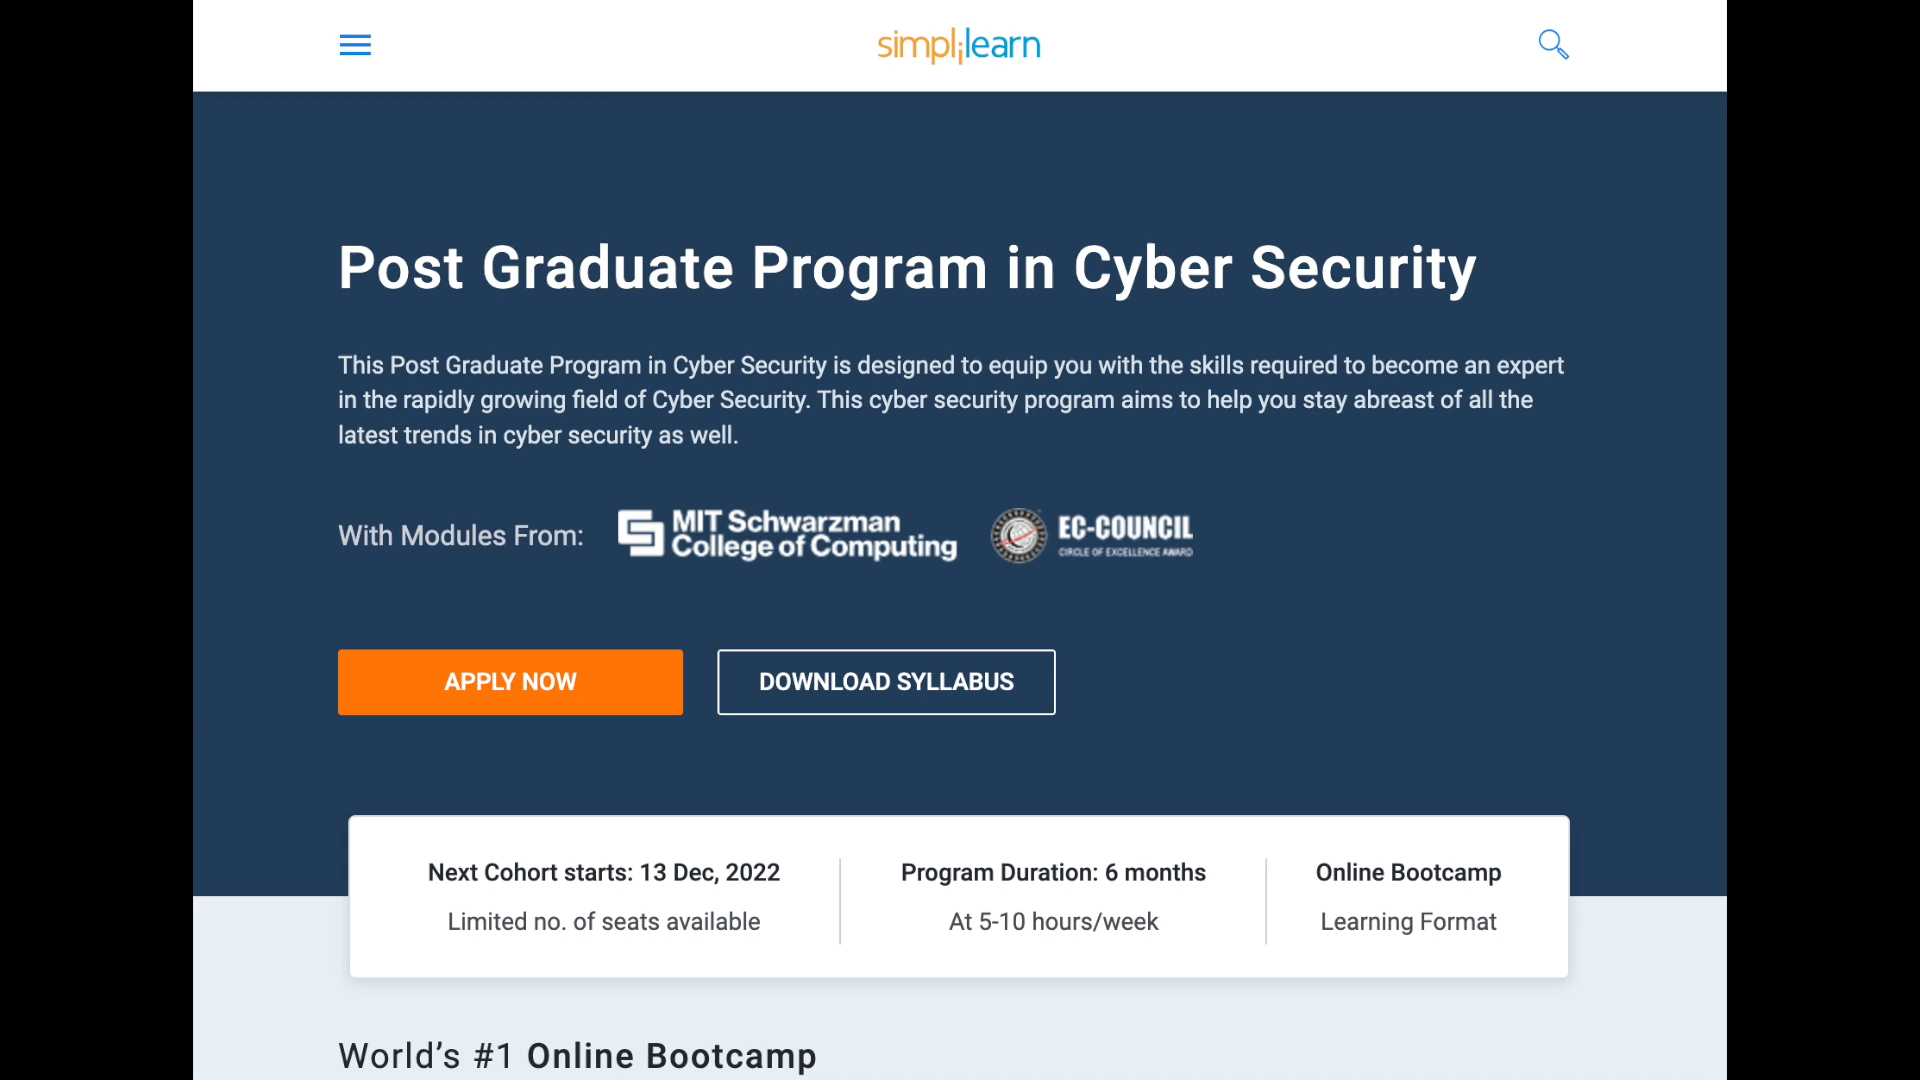 simplilearn
Post Graduate Program in Cyber Security
This Post Graduate Program in Cyber Security is designed to equip you with the skills required to become an expert
in the rapidly growing field of Cyber Security. This cyber security program aims to help you stay abreast of all the
latest trends in cyber security as well.
With Modules From:
MIT Schwarzman
College of Computing
EC-COUNCIL
CIRCLE OF EXCELLENCE AWARD
APPLY NOW
DOWNLOAD SYLLABUS
Next Cohort starts: 13 Dec, 2022
Limited no. of seats available
Program Duration: 6 months
At 5-10 hours/week
Online Bootcamp
Learning Format
World’s #1 Online Bootcamp